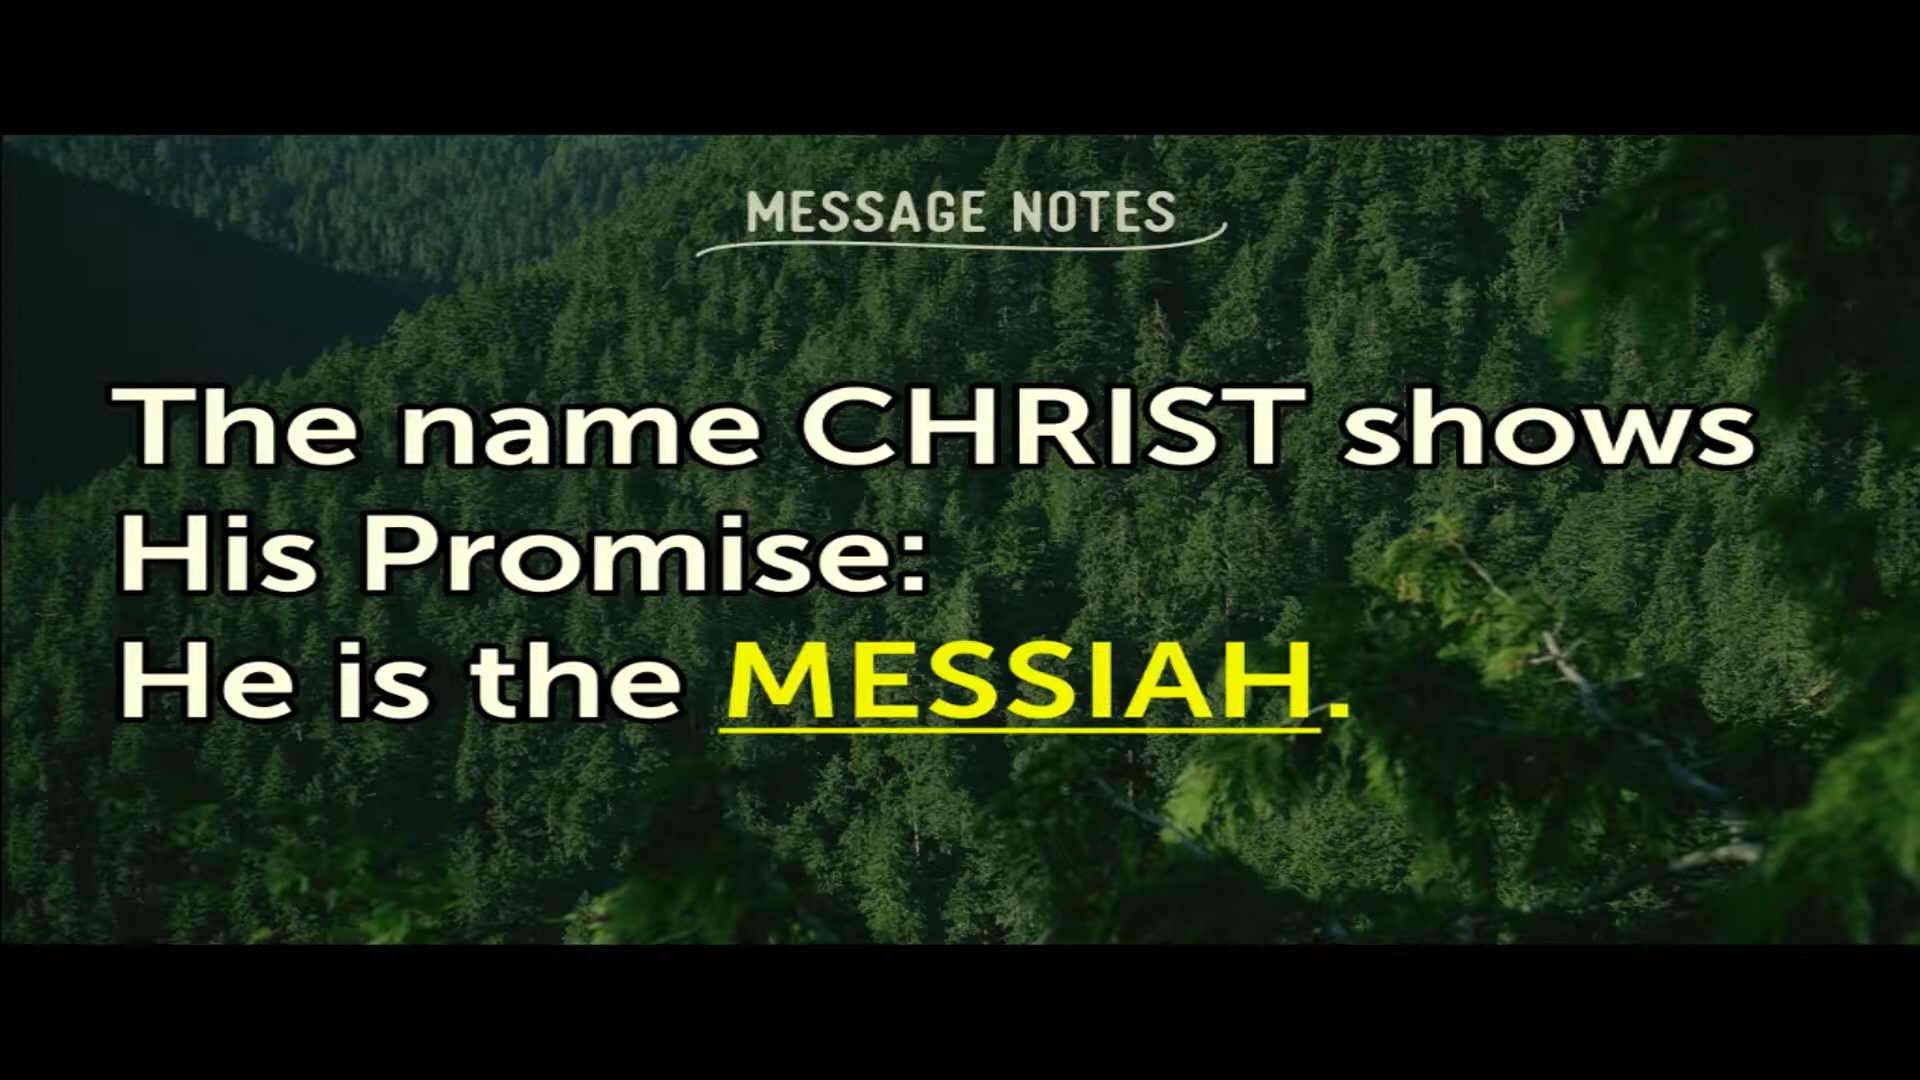 MESSAGE NOTES
The name CHRIST shows
His Promise:
He is the MESSIAH.